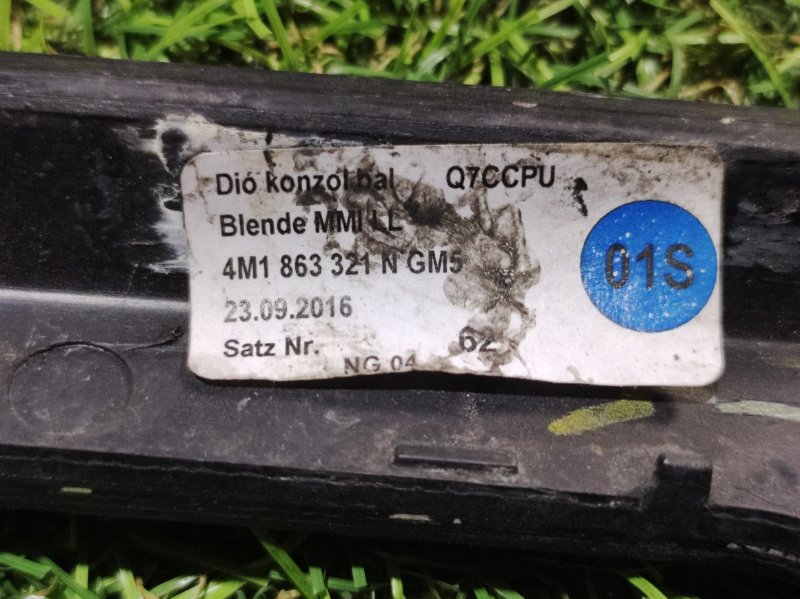 Dió konzol bal Q7CCPU
Blende MMI LL
4M1 863 321 N GM5
01S
23.09.2016
Satz Nr. 62
NG 04